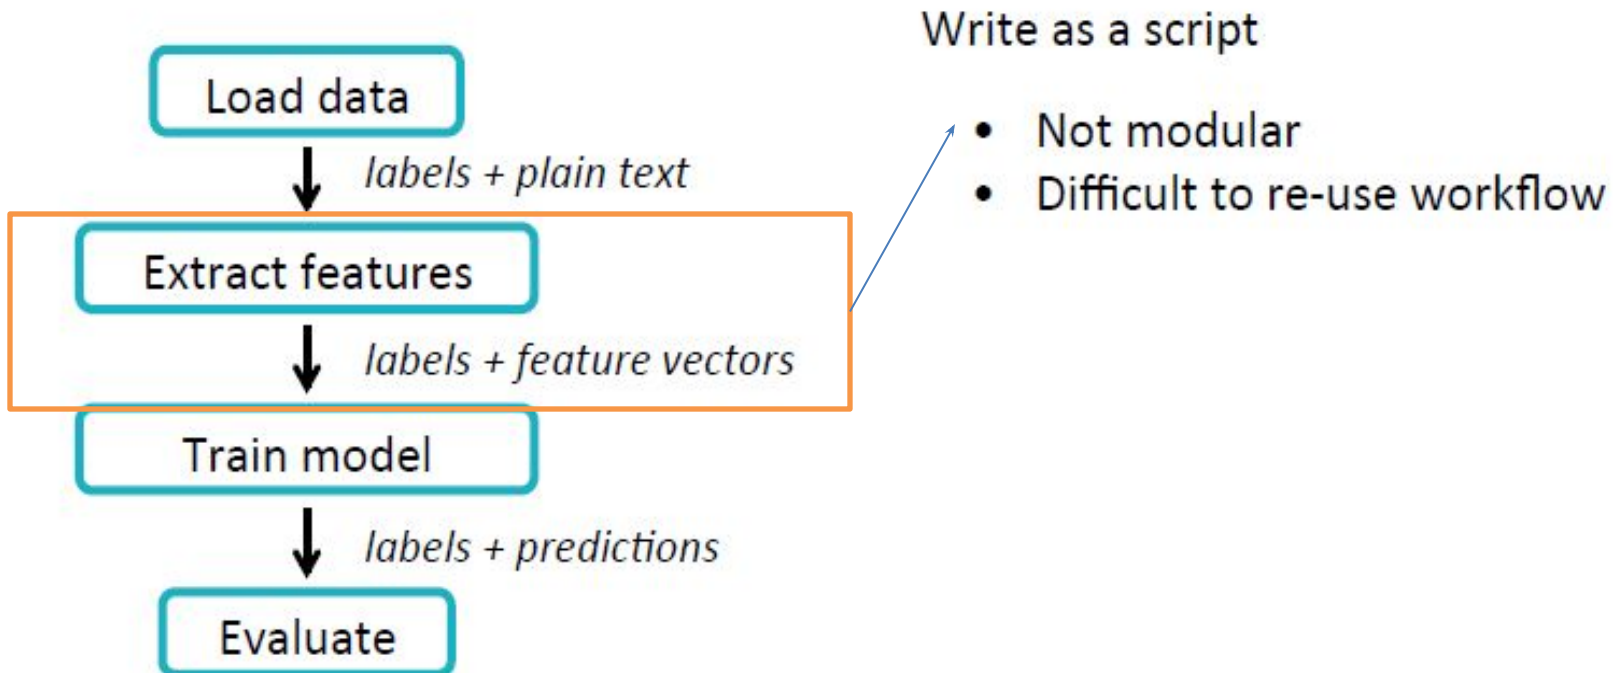 Load data
labels + plain text
Extract features
labels + feature vectors
Train model
labels + predictions
Evaluate
Write as a script
• Not modular
• Difficult to re-use workflow